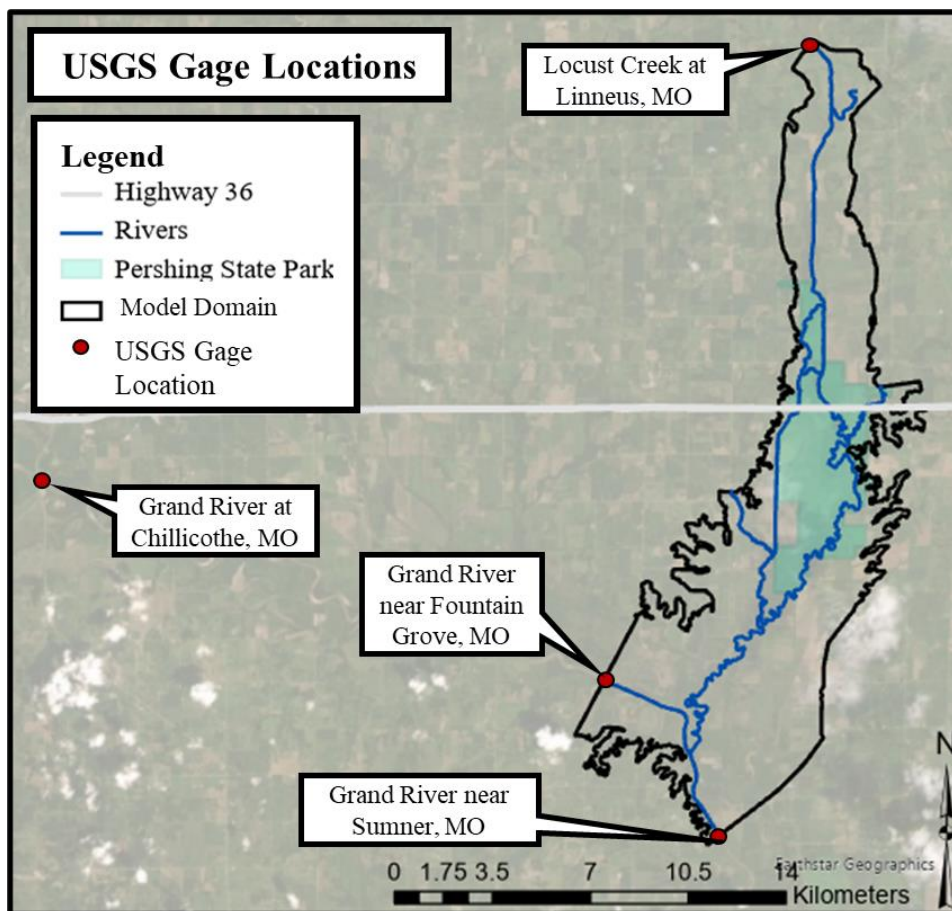 USGS Gage Locations
Locust Creek at
Linneus, MO
Legend
Highway 36
Rivers
Pershing State Park
Model Domain
USGS Gage
Location
Grand River at
Chillicothe, MO
Grand River
near Fountain
Grove, MO
Grand River near
Sumner, MO
N
Earthstar Geographics
0 1.75 3.5 7 10.5 14
Kilometers